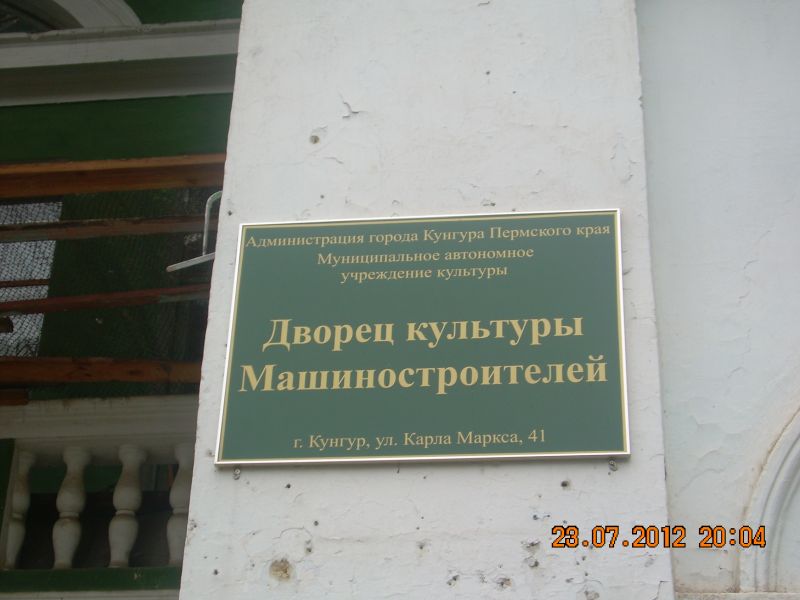 Администрация города Кунгура Пермского края
Муниципальное автономное
учреждение культуры
Дворец культуры
Машиностроителей
г. Кунгур, ул. Карла Маркса, 41
23.07.2012 20:04